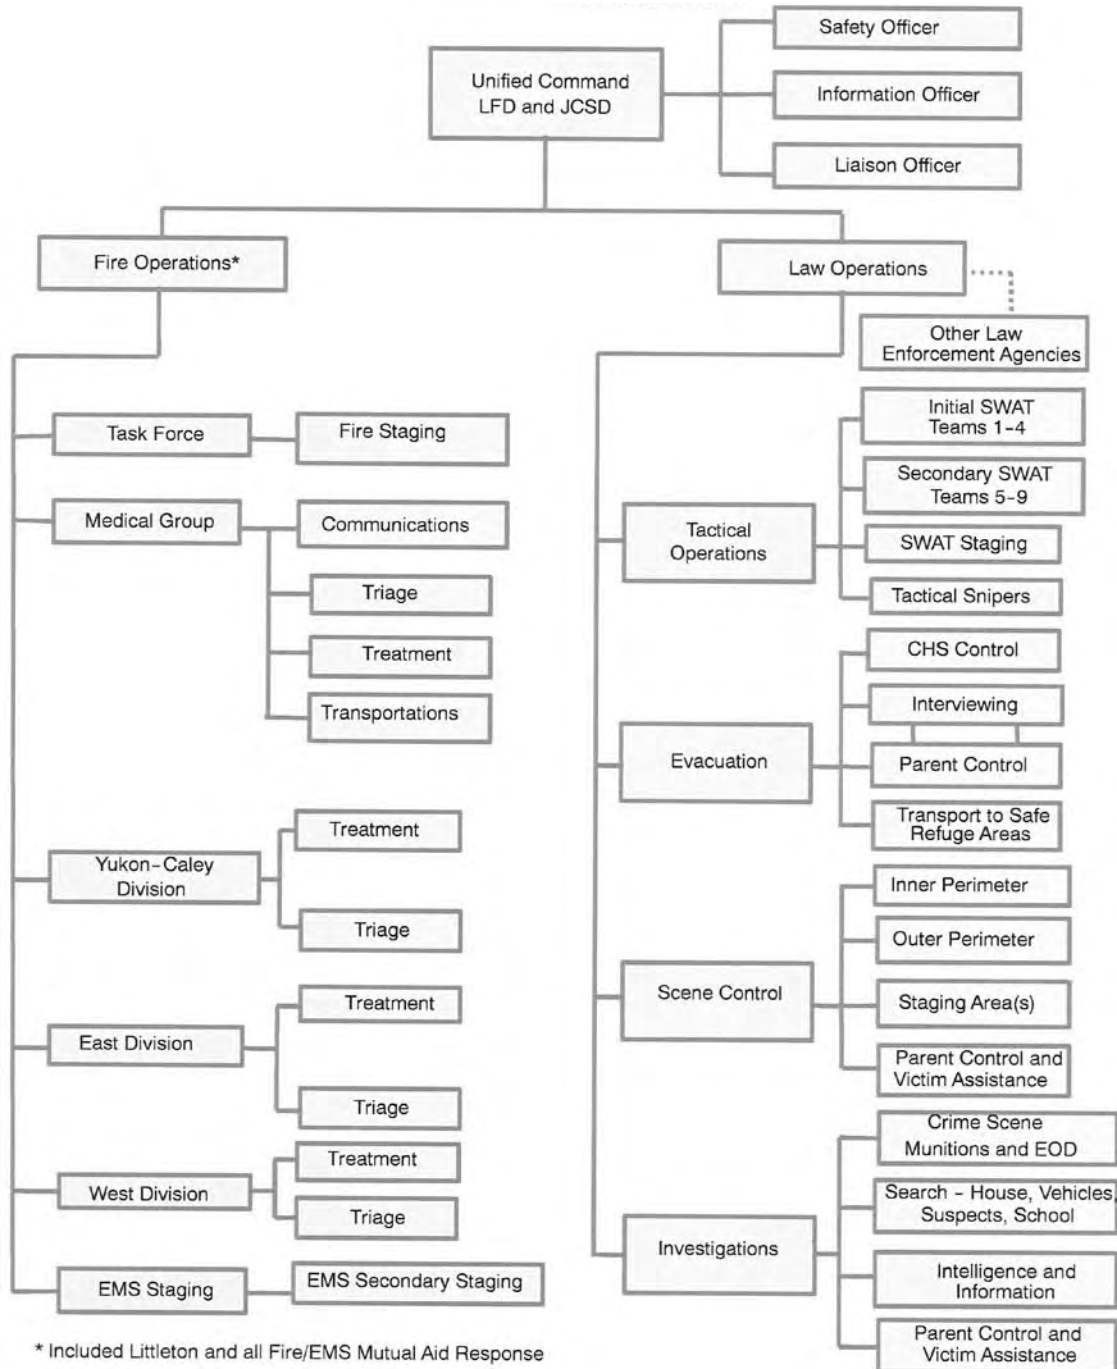 Unified Command
LFD and JCSD
Safety Officer
Information Officer
Liaison Officer
Fire Operations*
Law Operations
Other Law
Enforcement Agencies
Task Force
Fire Staging
Medical Group
Communications
Triage
Treatment
Transportations
Yukon-Caley
Division
Treatment
Triage
East Division
Treatment
Triage
West Division
Treatment
Triage
EMS Staging
EMS Secondary Staging
Tactical
Operations
Initial SWAT
Teams 1-4
Secondary SWAT
Teams 5-9
SWAT Staging
Tactical Snipers
Evacuation
CHS Control
Interviewing
Parent Control
Transport to Safe
Refuge Areas
Scene Control
Inner Perimeter
Outer Perimeter
Staging Area(s)
Parent Control and
Victim Assistance
Investigations
Crime Scene
Munitions and EOD
Search - House, Vehicles,
Suspects, School
Intelligence and
Information
Parent Control and
Victim Assistance
* Included Littleton and all Fire/EMS Mutual Aid Response